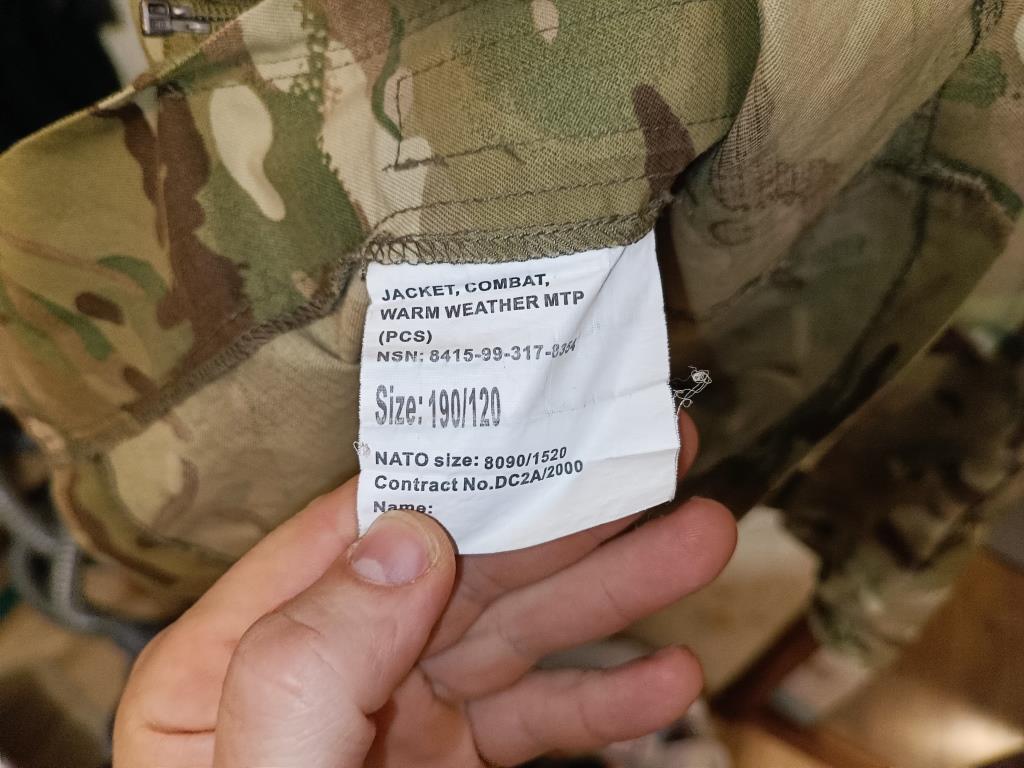 JACKET, COMBAT,
WARM WEATHER MTP
(PCS)
NSN: 8415-99-317-8354
Size: 190/120
NATO size: 8090/1520
Contract No.DC2A/2000
Name: